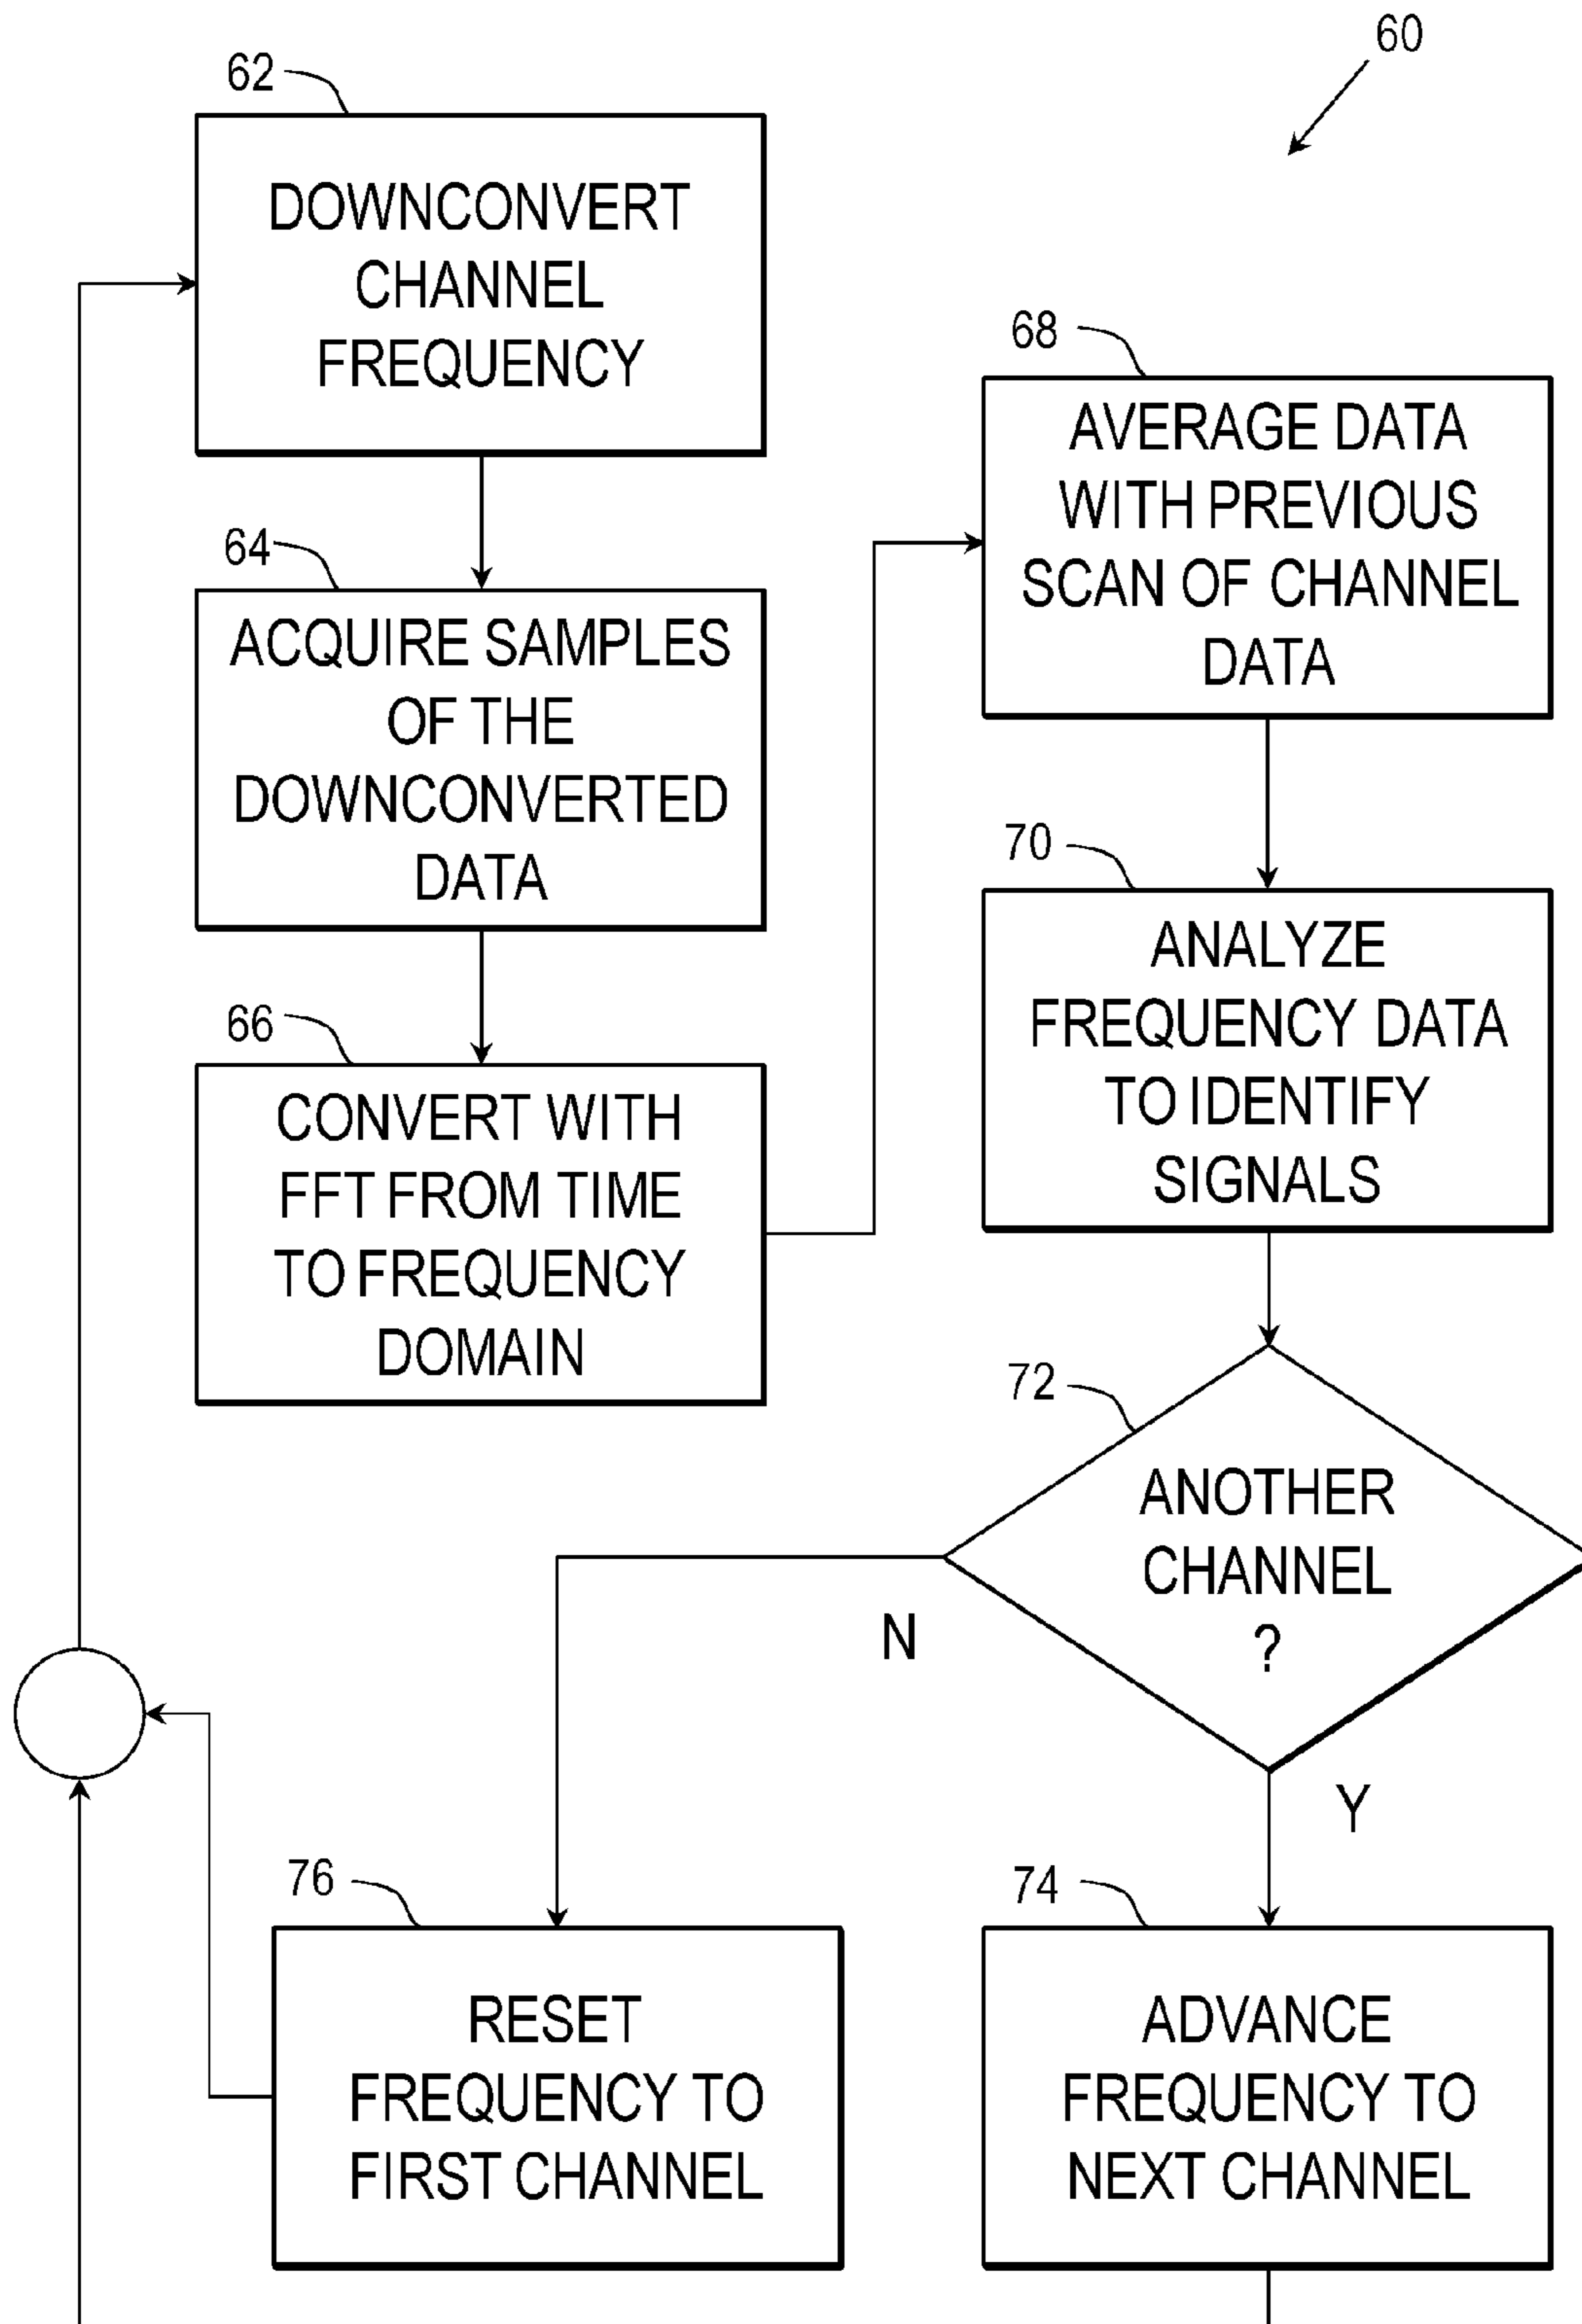 60
62
DOWNCONVERT
CHANNEL
FREQUENCY
64
ACQUIRE SAMPLES
OF THE
DOWNCONVERTED
DATA
66
CONVERT WITH
FFT FROM TIME
TO FREQUENCY
DOMAIN
68
AVERAGE DATA
WITH PREVIOUS
SCAN OF CHANNEL
DATA
70
ANALYZE
FREQUENCY DATA
TO IDENTIFY
SIGNALS
72
ANOTHER
CHANNEL
?
N
Y
76
RESET
FREQUENCY TO
FIRST CHANNEL
74
ADVANCE
FREQUENCY TO
NEXT CHANNEL